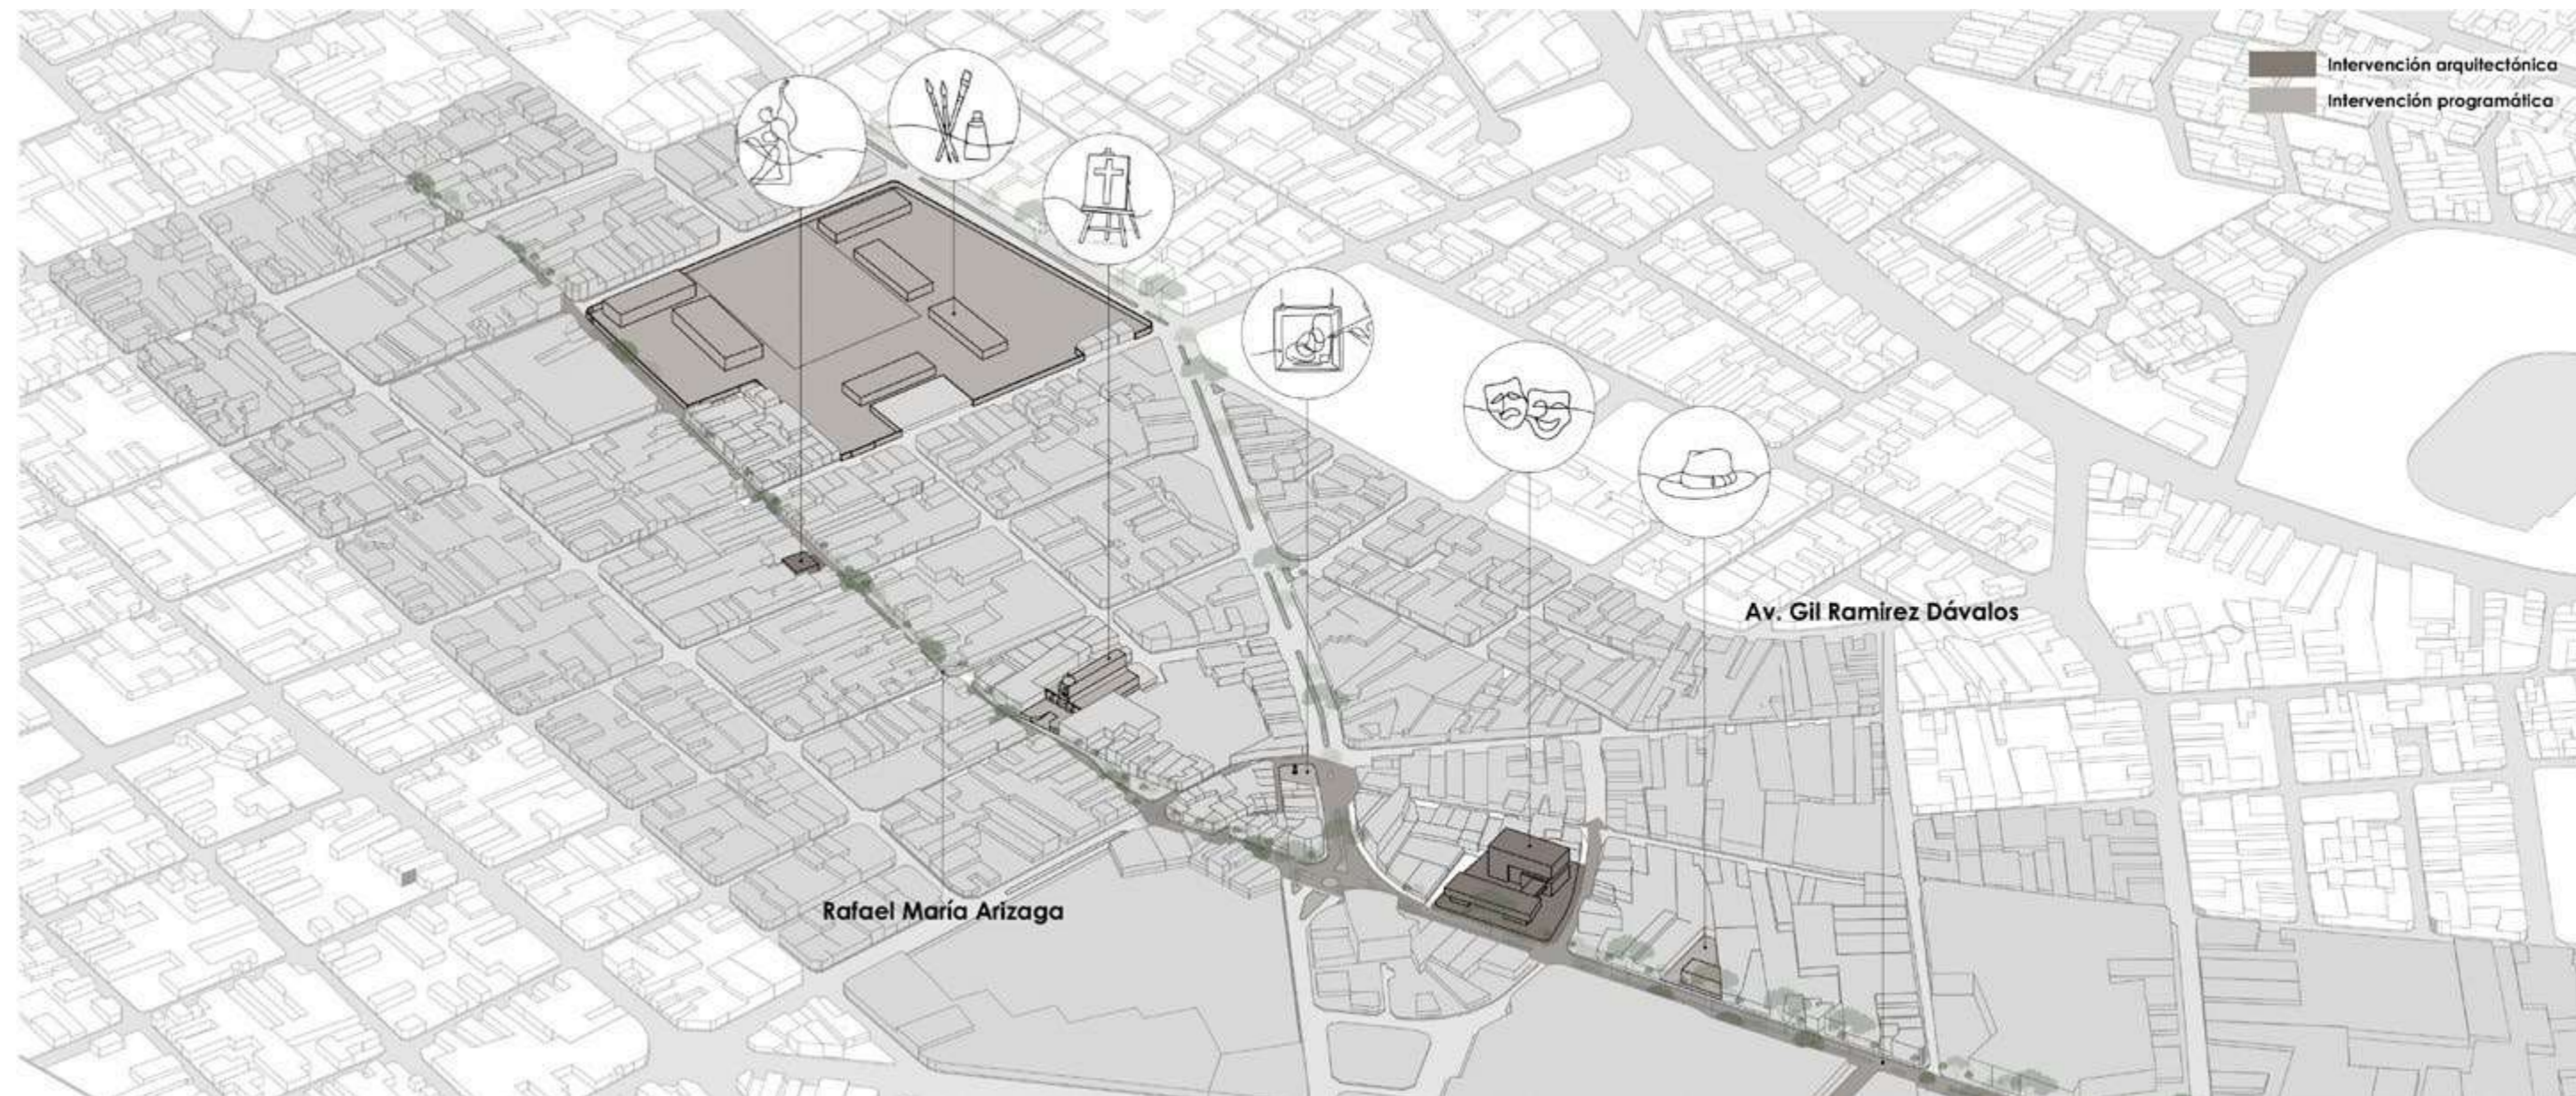 Intervención arquitectónica
Intervención programática
Av. Gil Ramirez Dávalos
Rafael María Arizaga